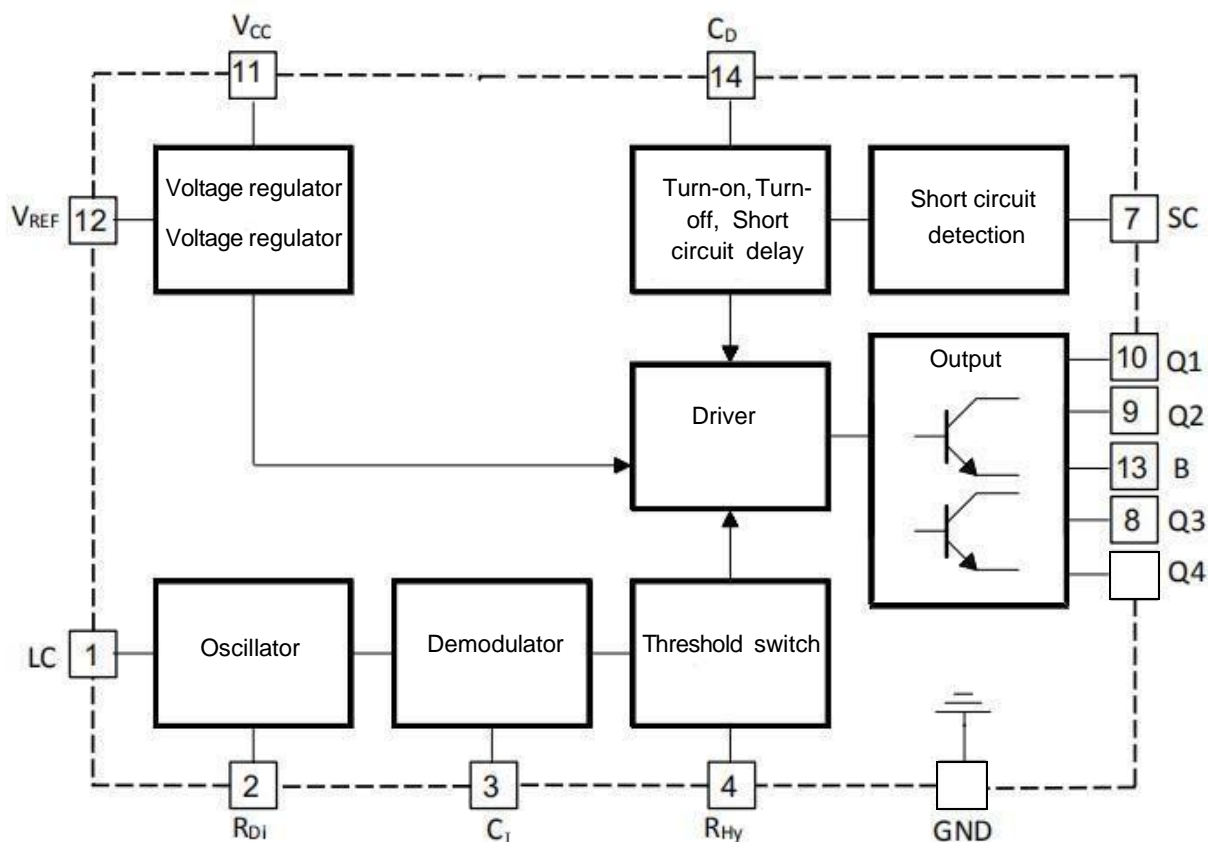 VCC
CD
11
14
Voltage regulator
Voltage regulator
Turn-on, Turn-
off, Short
circuit delay
Short circuit
detection
VREF
12
7
SC
Output
10
Q1
9
Q2
Driver
13
B
8
Q3
Q4
LC
1
Oscillator
Demodulator
Threshold switch
2
3
4
RDi
CI
RHy
GND